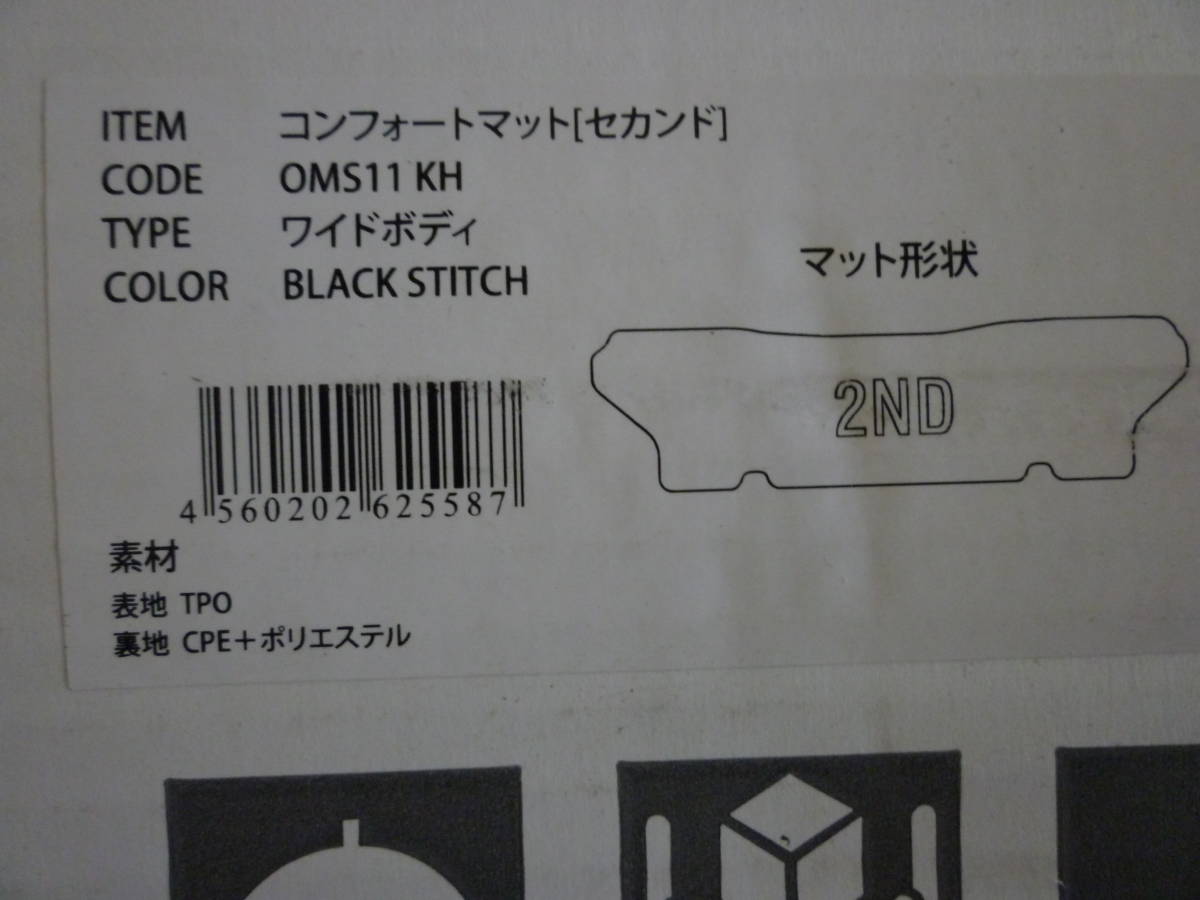 ITEM コンフォートマット[セカンド]
CODE OMS11 KH
TYPE ワイドボディ
COLOR BLACK STITCH
マット形状
2ND
4 560202 625587
素材
表地 TPO
裏地 CPE+ポリエステル